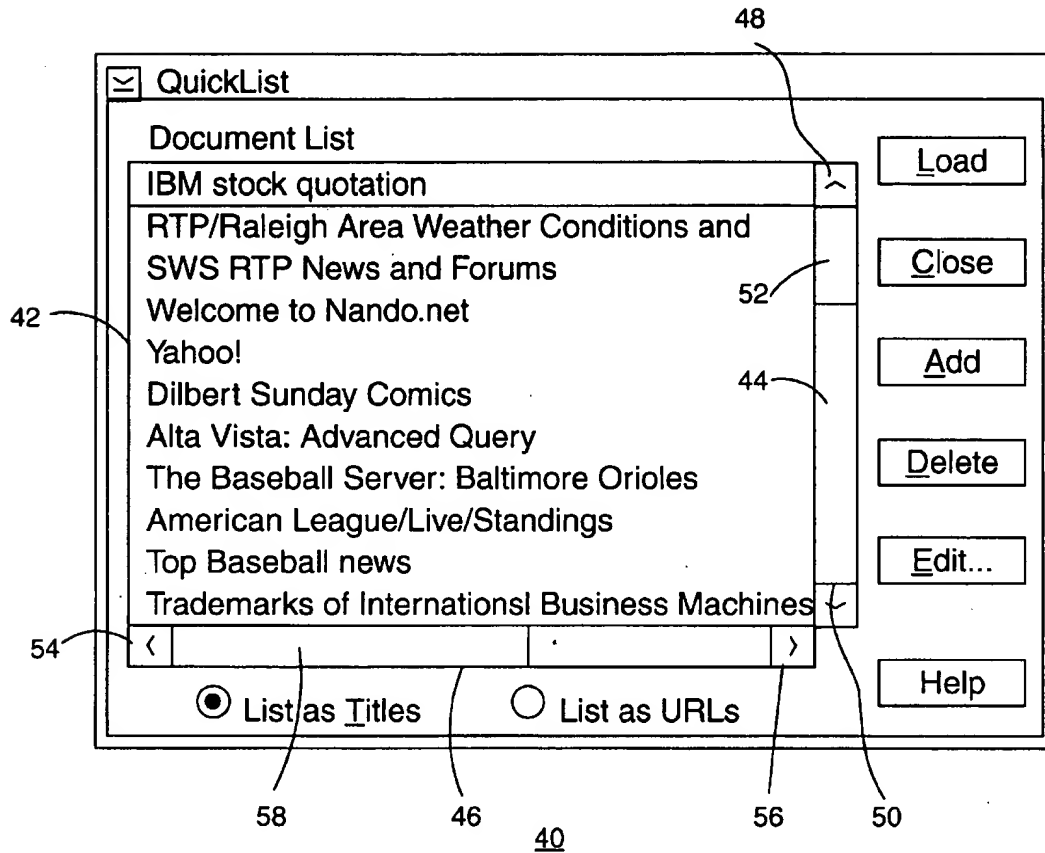 48
QuickList
Document List
Load
IBM stock quotation
RTP/Raleigh Area Weather Conditions and
SWS RTP News and Forums
Close
52
Welcome to Nando.net
42
Yahoo!
Add
44
Dilbert Sunday Comics
Alta Vista: Advanced Query
The Baseball Server: Baltimore Orioles
Delete
American League/Live/Standings
Top Baseball news
Edit...
Trademarks of Internationsl Business Machines
54
List as Titles
List as URLs
Help
58
46
56
50
40